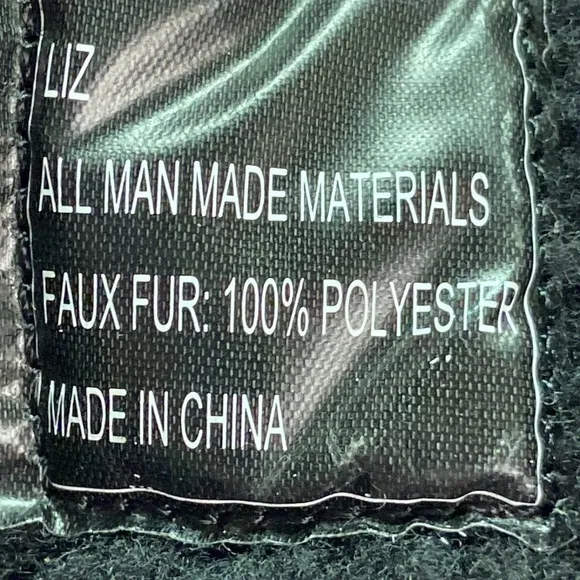 LIZ
ALL MAN MADE MATERIALS
FAUX FUR: 100% POLYESTER
MADE IN CHINA